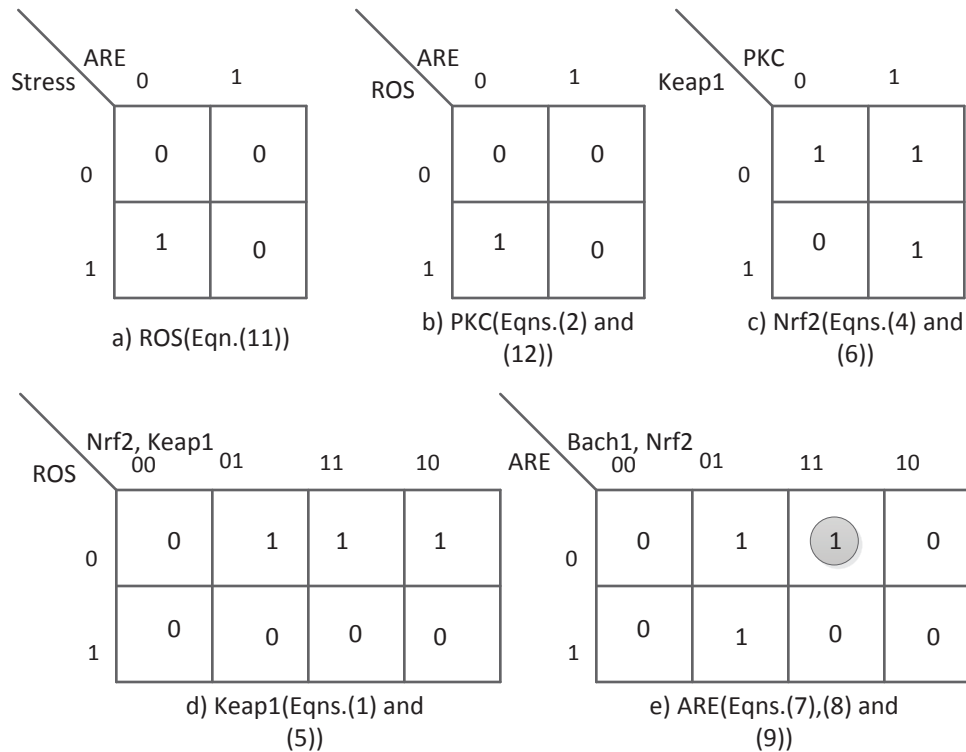 ARE
Stress
0 1
0 0 0
1 1 0
a) ROS(Eqn.(11))
ARE
ROS
0 1
0 0 0
1 1 0
b) PKC(Eqns.(2) and
(12))
PKC
Keap1
0 1
0 1 1
1 0 1
c) Nrf2(Eqns.(4) and
(6))
Nrf2, Keap1
ROS
00 01 11 10
0 0 1 1 1
1 0 0 0 0
d) Keap1(Eqns.(1) and
(5))
Bach1, Nrf2
ARE
00 01 11 10
0 0 1 1 0
1 0 1 0 0
e) ARE(Eqns.(7),(8) and
(9))